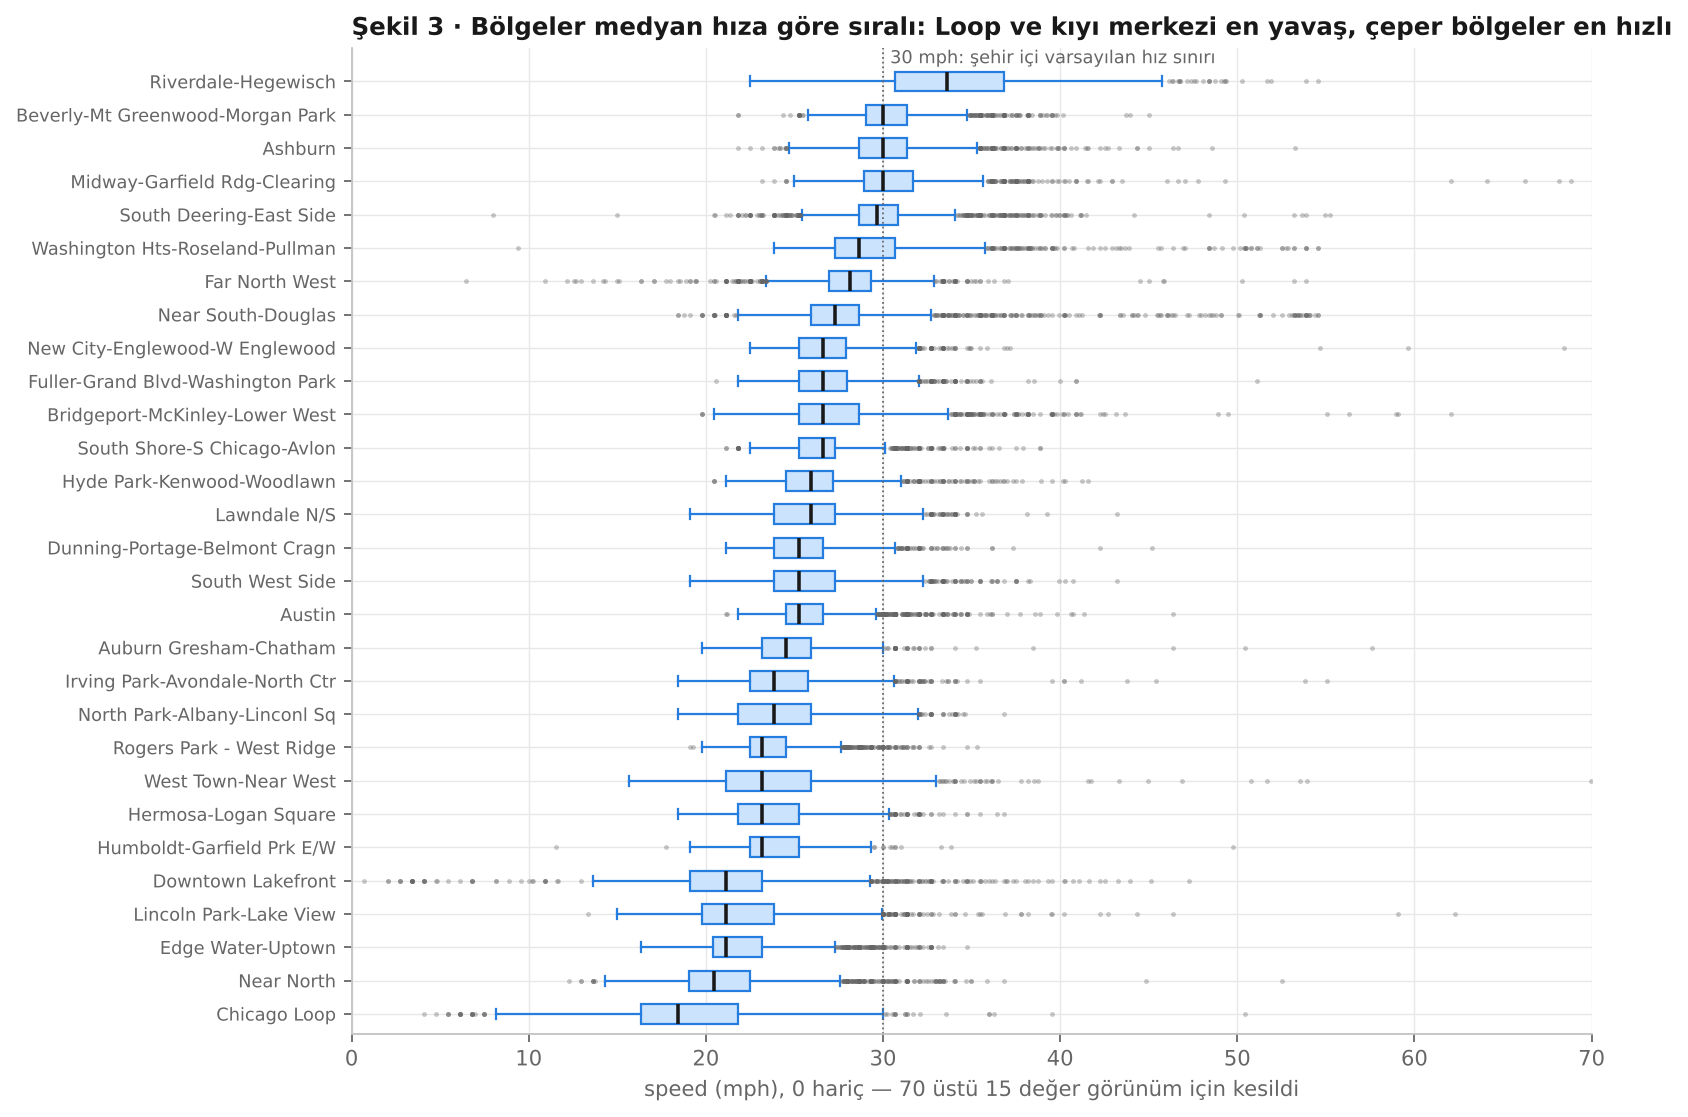 Şekil 3 · Bölgeler medyan hıza göre sıralı: Loop ve kıyı merkezi en yavaş, çeper bölgeler en hızlı
30 mph: şehir içi varsayılan hız sınırı
Riverdale-Hegewisch
Beverly-Mt Greenwood-Morgan Park
Ashburn
Midway-Garfield Rdg-Clearing
South Deering-East Side
Washington Hts-Roseland-Pullman
Far North West
Near South-Douglas
New City-Englewood-W Englewood
Fuller-Grand Blvd-Washington Park
Bridgeport-McKinley-Lower West
South Shore-S Chicago-Avlon
Hyde Park-Kenwood-Woodlawn
Lawndale N/S
Dunning-Portage-Belmont Cragn
South West Side
Austin
Auburn Gresham-Chatham
Irving Park-Avondale-North Ctr
North Park-Albany-Linconl Sq
Rogers Park - West Ridge
West Town-Near West
Hermosa-Logan Square
Humboldt-Garfield Prk E/W
Downtown Lakefront
Lincoln Park-Lake View
Edge Water-Uptown
Near North
Chicago Loop
0 10 20 30 40 50 60 70
speed (mph), 0 hariç — 70 üstü 15 değer görünüm için kesildi